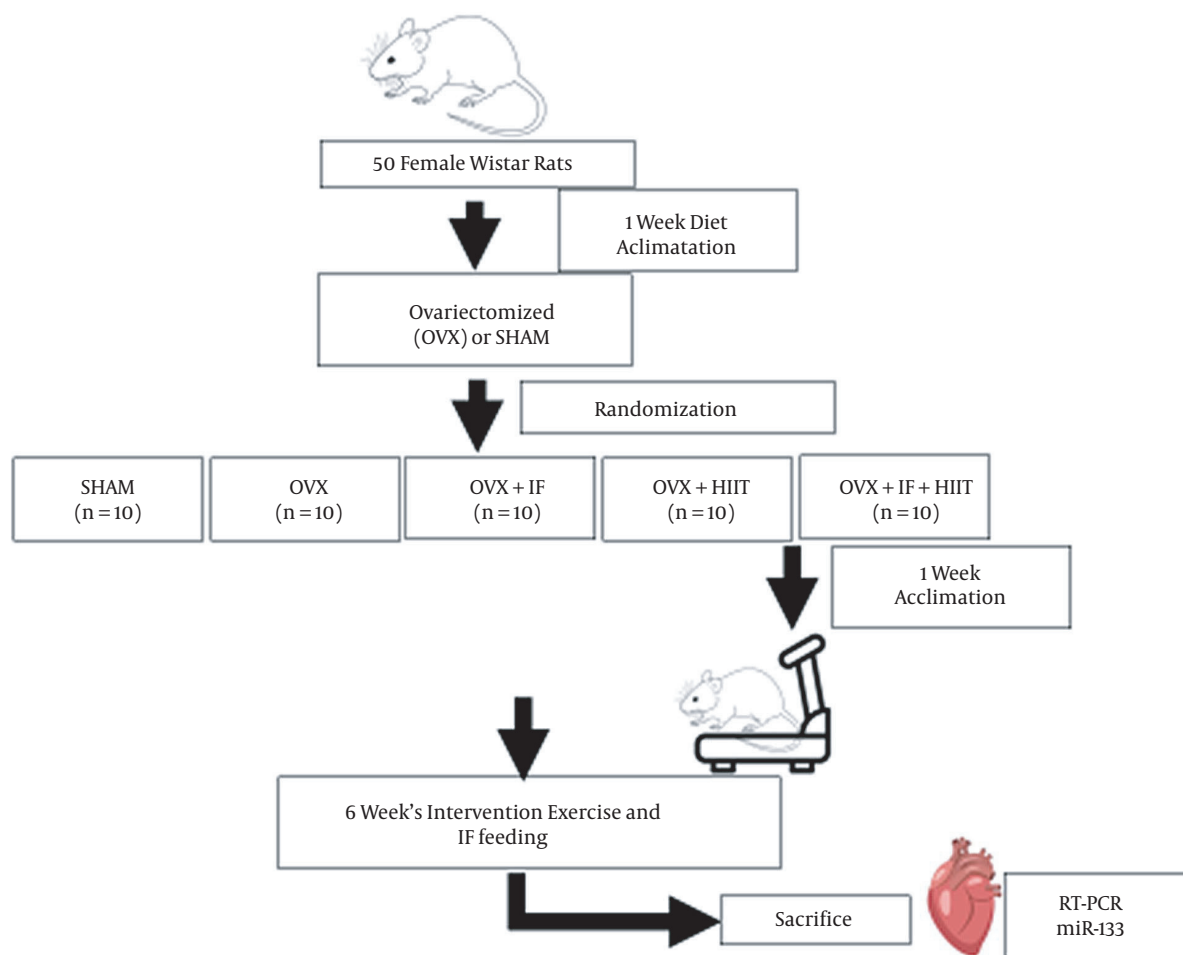 50 Female Wistar Rats
1 Week Diet
Aclimatation
Ovariectomized
(OVX) or SHAM
Randomization
SHAM
(n = 10)
OVX
(n = 10)
OVX + IF
(n = 10)
OVX + HIIT
(n = 10)
OVX + IF + HIIT
(n = 10)
1 Week
Acclimation
6 Week’s Intervention Exercise and
IF feeding
Sacrifice
RT-PCR
miR-133